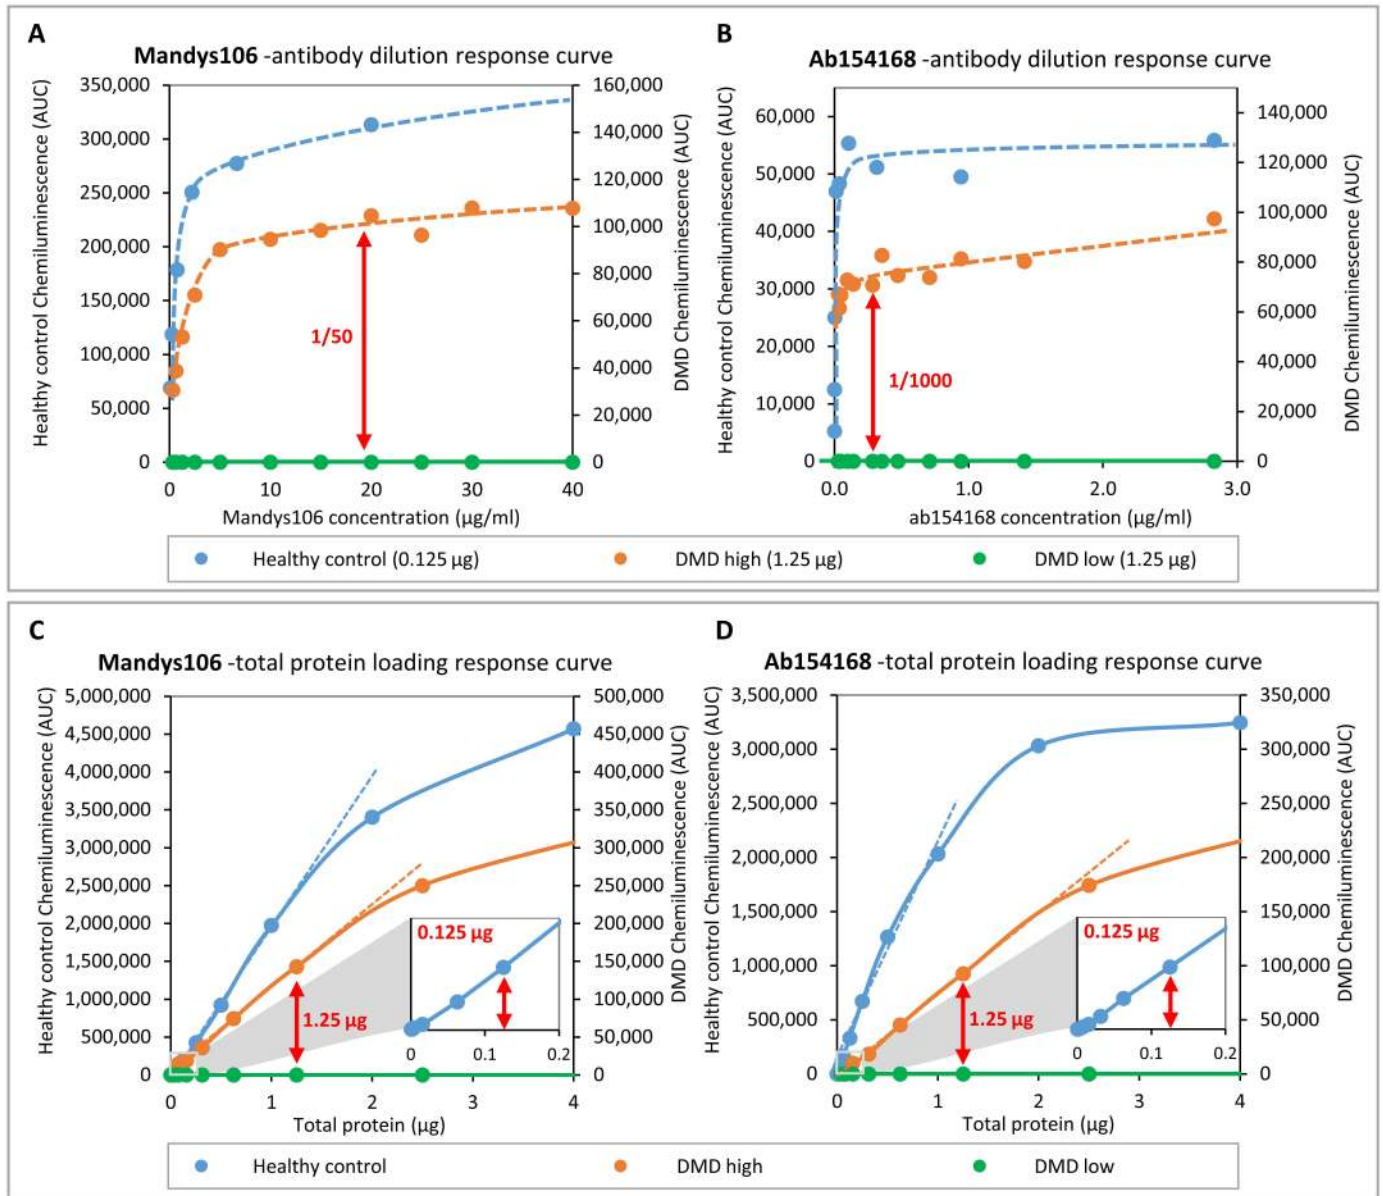 A
Mandys106 -antibody dilution response curve
Healthy control Chemiluminescence (AUC)
350,000
300,000
250,000
200,000
150,000
100,000
50,000
0
160,000
140,000
120,000
100,000
80,000
60,000
40,000
20,000
0
DMD Chemiluminescence (AUC)
1/50
0 10 20 30 40
Mandys106 concentration (µg/ml)
B
Ab154168 -antibody dilution response curve
Healthy control Chemiluminescence (AUC)
60,000
50,000
40,000
30,000
20,000
10,000
0
140,000
120,000
100,000
80,000
60,000
40,000
20,000
0
DMD Chemiluminescence (AUC)
1/1000
0.0 1.0 2.0 3.0
ab154168 concentration (µg/ml)
Healthy control (0.125 µg) DMD high (1.25 µg) DMD low (1.25 µg)
C
Mandys106 -total protein loading response curve
Healthy control Chemiluminescence (AUC)
5,000,000
4,500,000
4,000,000
3,500,000
3,000,000
2,500,000
2,000,000
1,500,000
1,000,000
500,000
0
500,000
450,000
400,000
350,000
300,000
250,000
200,000
150,000
100,000
50,000
0
DMD Chemiluminescence (AUC)
0.125 µg
1.25 µg
0 0.1 0.2
0 1 2 3 4
Total protein (µg)
D
Ab154168 -total protein loading response curve
Healthy control Chemiluminescence (AUC)
3,500,000
3,000,000
2,500,000
2,000,000
1,500,000
1,000,000
500,000
0
350,000
300,000
250,000
200,000
150,000
100,000
50,000
0
DMD Chemiluminescence (AUC)
0.125 µg
1.25 µg
0 0.1 0.2
0 1 2 3 4
Total protein (µg)
Healthy control DMD high DMD low